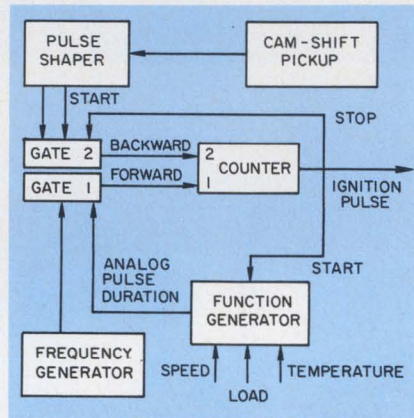 PULSE
SHAPER
CAM-SHIFT
PICKUP
START
STOP
GATE 2
BACKWARD
2
COUNTER
GATE 1
FORWARD
1
IGNITION
PULSE
ANALOG
PULSE
DURATION
START
FUNCTION
GENERATOR
FREQUENCY
GENERATOR
SPEED
LOAD
TEMPERATURE